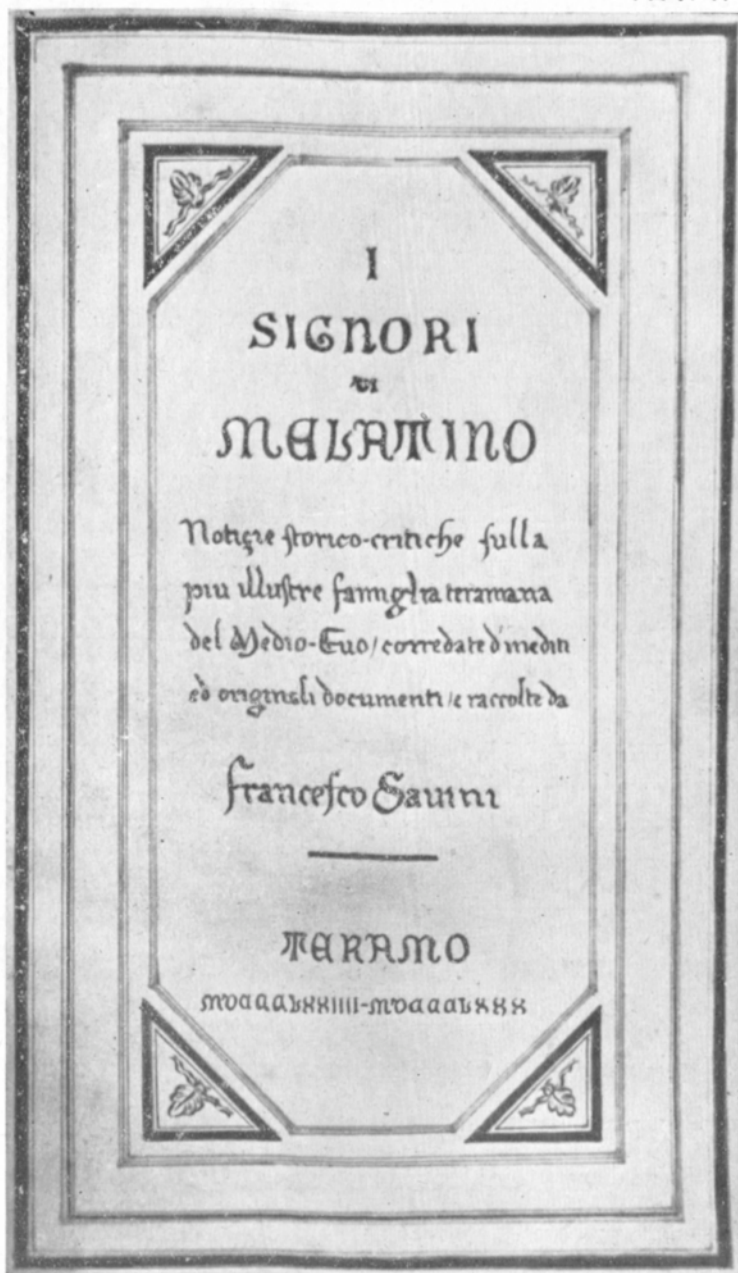 I
SIGNORI
DI
MELATINO
Notizie storico-critiche sulla
più illustre famiglia teramana
del Medio-Evo, corredate d'inediti
ed originali documenti, e raccolte da
Francesco Savini
TERAMO
MDCCCLXXIIII-MDCCCLXXX